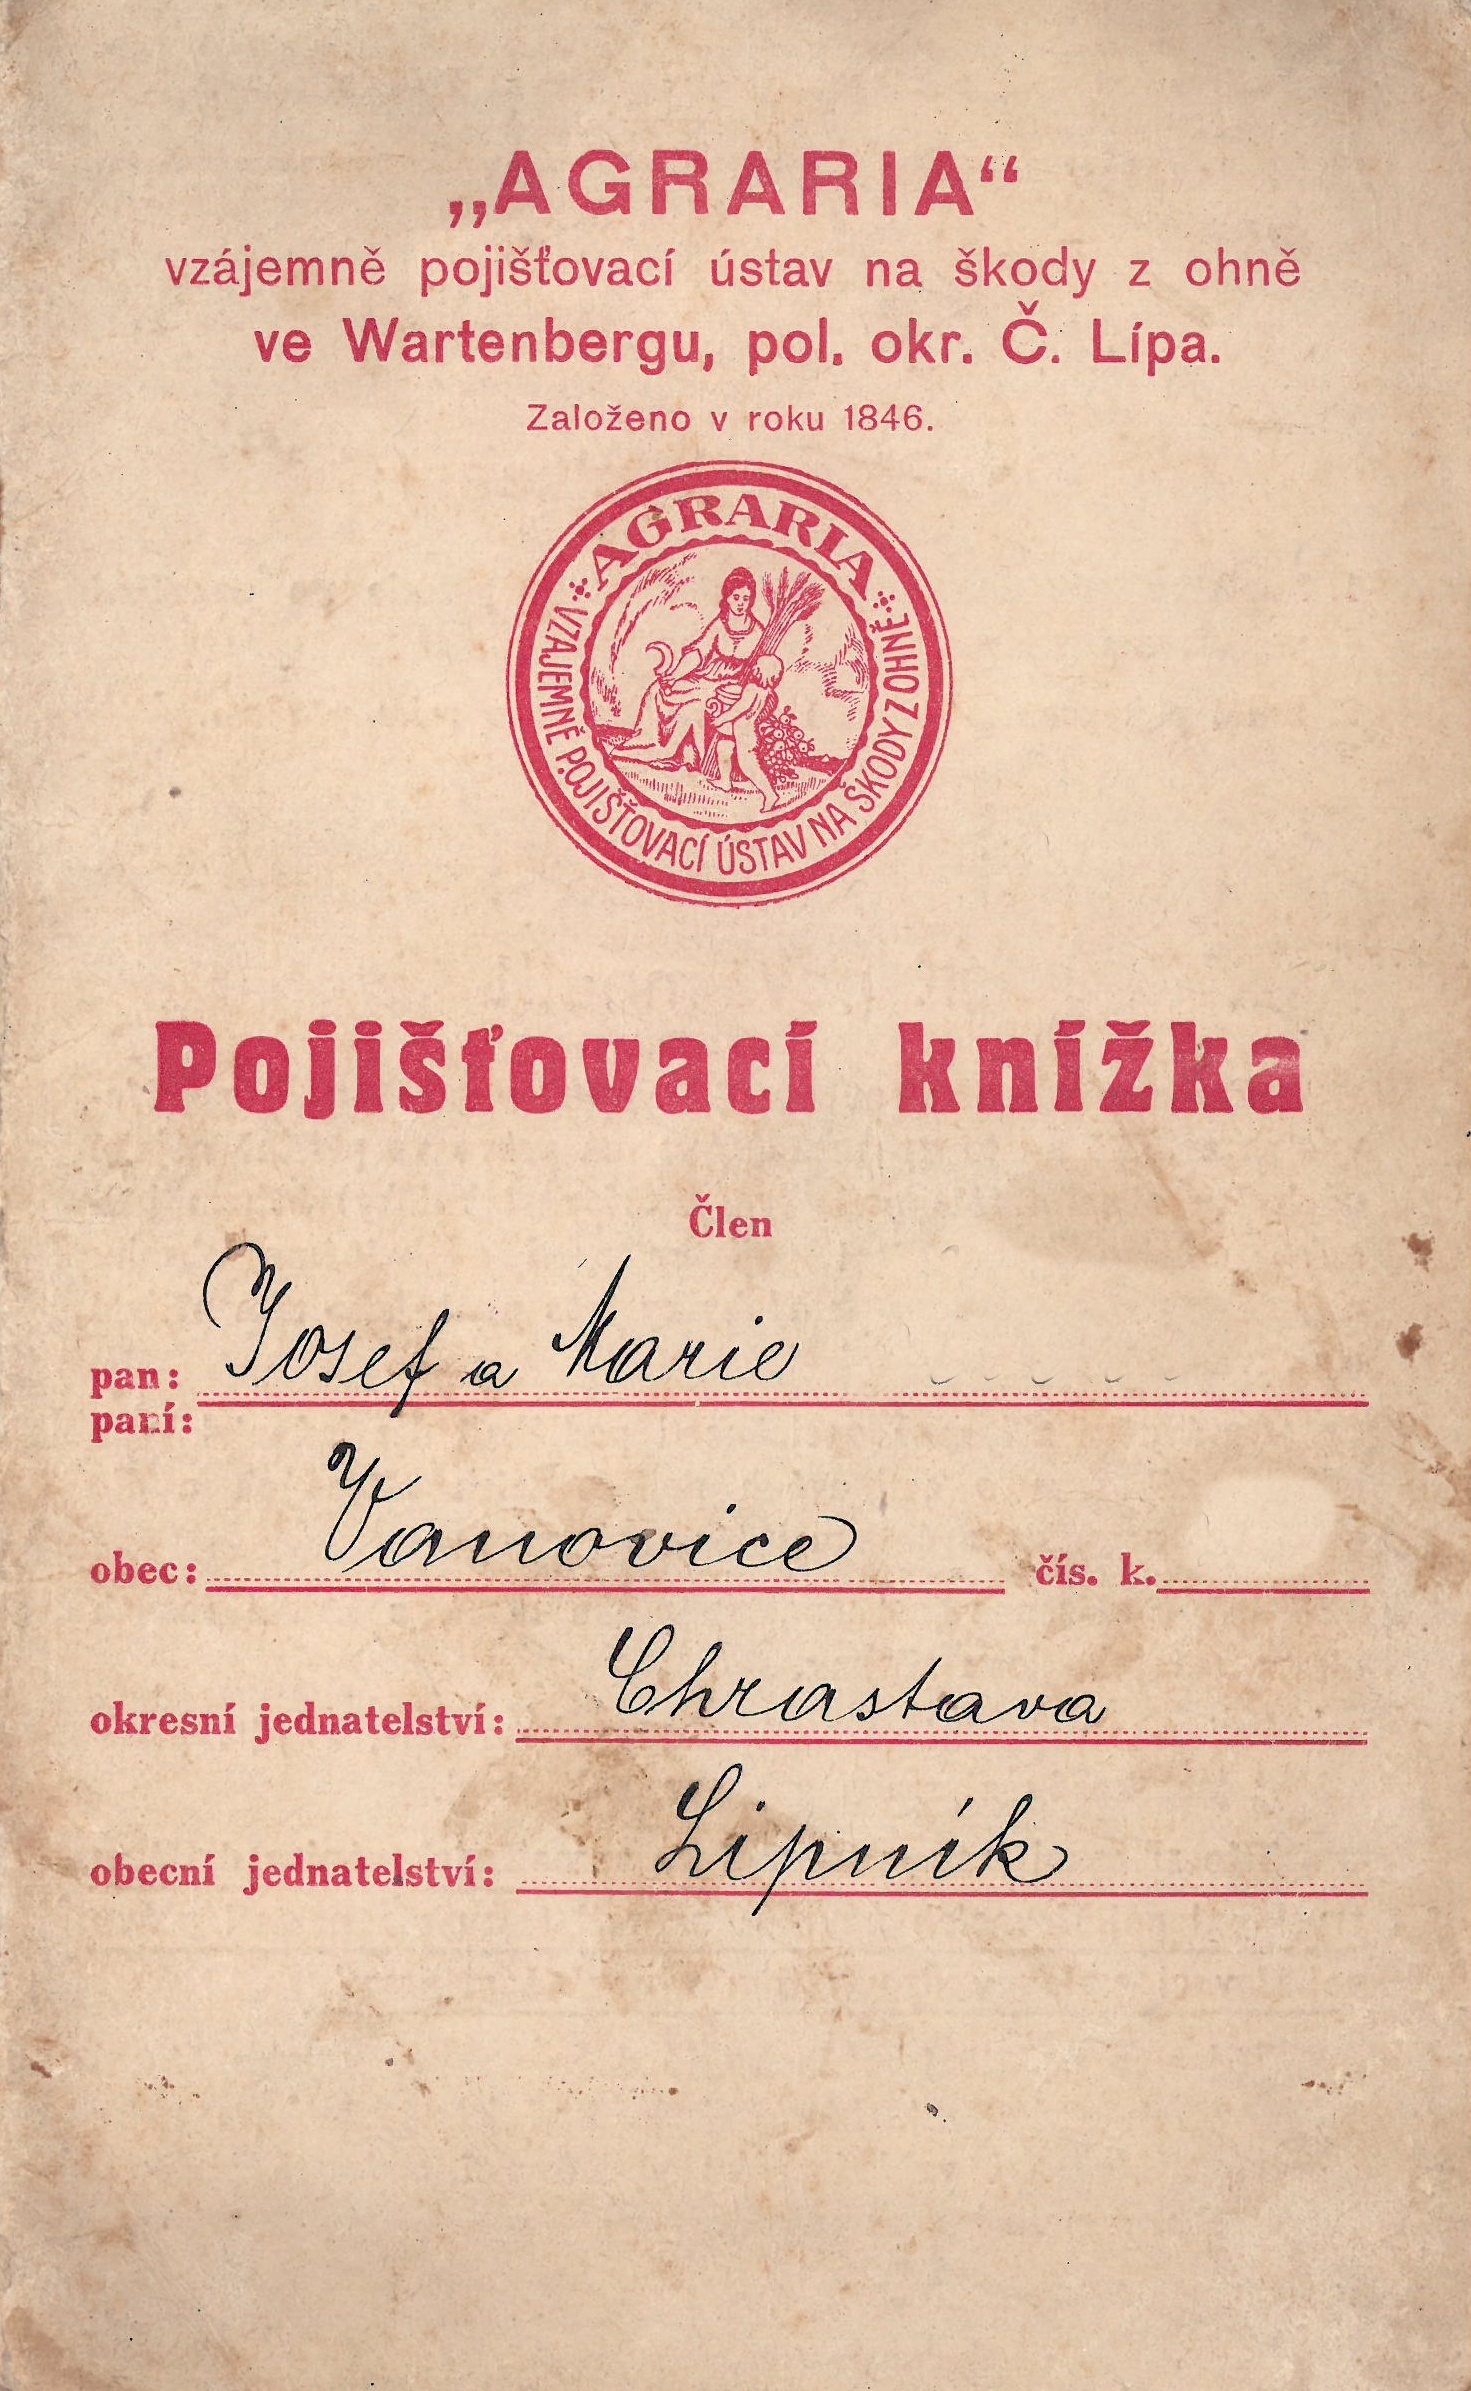 „AGRARIA“
vzájemně pojišťovací ústav na škody z ohně
ve Wartenbergu, pol. okr. Č. Lípa.
Založeno v roku 1846.
AGRARIA
VZAJEMNĚ POJIŠŤOVACÍ ÚSTAV NA ŠKODY Z OHNĚ
Pojišťovací knížka
Člen
pan: Josef a Marie
paní:
obec: Vanovice čís. k.
okresní jednatelství: Chrastava
obecní jednatelství: Lipník